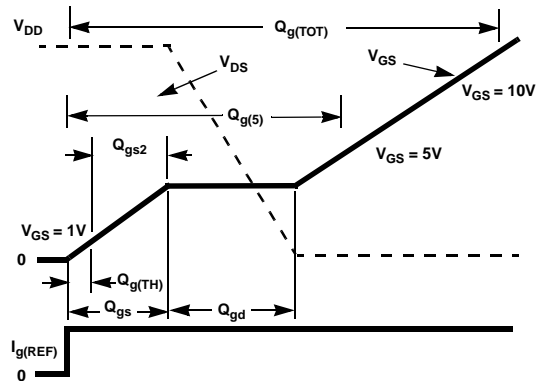 V_DD
Q_g(TOT)
V_DS
V_GS
V_GS = 10V
Q_g(5)
Q_gs2
V_GS = 5V
V_GS = 1V
0
Q_g(TH)
Q_gs
Q_gd
I_g(REF)
0